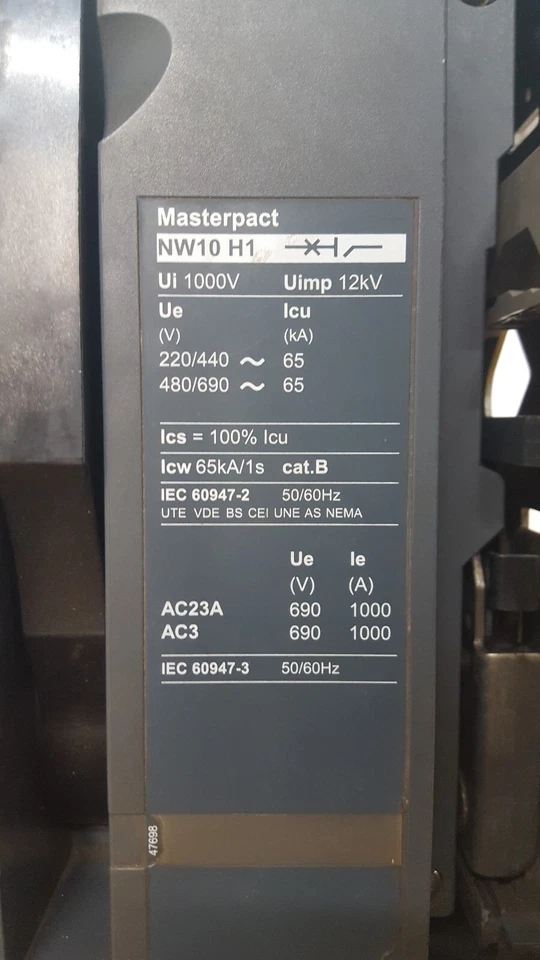 Masterpact
NW10 H1
Ui 1000V Uimp 12kV
Ue Icu
(V) (kA)
220/440 ~ 65
480/690 ~ 65
Ics = 100% Icu
Icw 65kA/1s cat.B
IEC 60947-2 50/60Hz
UTE VDE BS CEI UNE AS NEMA
Ue Ie
(V) (A)
AC23A 690 1000
AC3 690 1000
IEC 60947-3 50/60Hz
47698